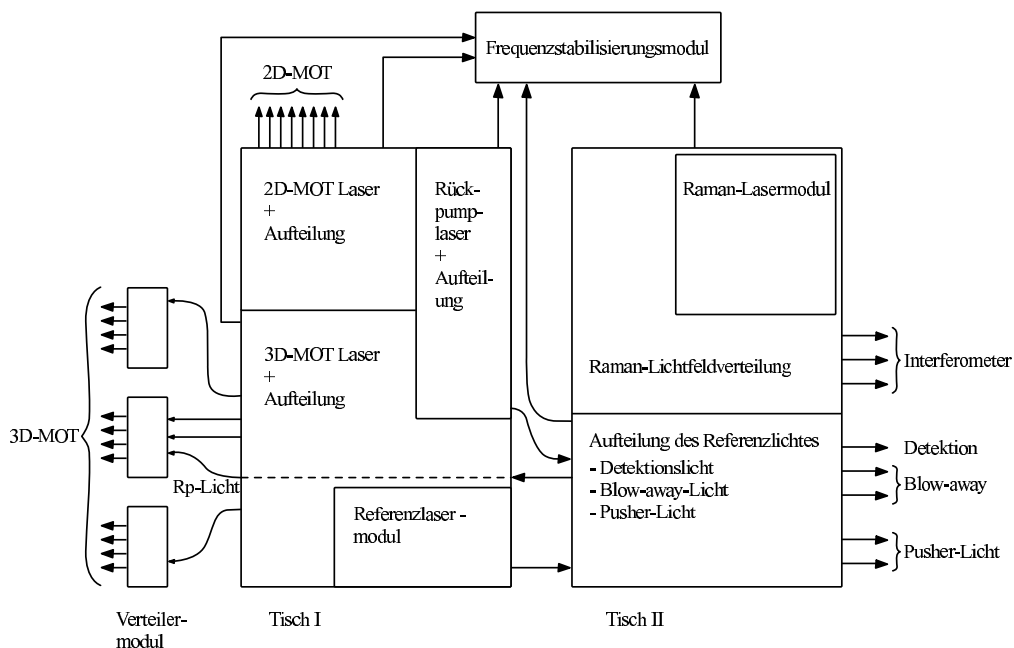 Frequenzstabilisierungsmodul
2D-MOT
2D-MOT Laser
+
Aufteilung
Rück-
pump-
laser
+
Aufteil-
ung
Raman-Lasermodul
3D-MOT Laser
+
Aufteilung
Raman-Lichtfeldverteilung
Interferometer
3D-MOT
Rp-Licht
Aufteilung des Referenzlichtes
- Detektionslicht
- Blow-away-Licht
- Pusher-Licht
Detektion
Blow-away
Pusher-Licht
Referenzlaser-
modul
Verteiler-
modul
Tisch I
Tisch II